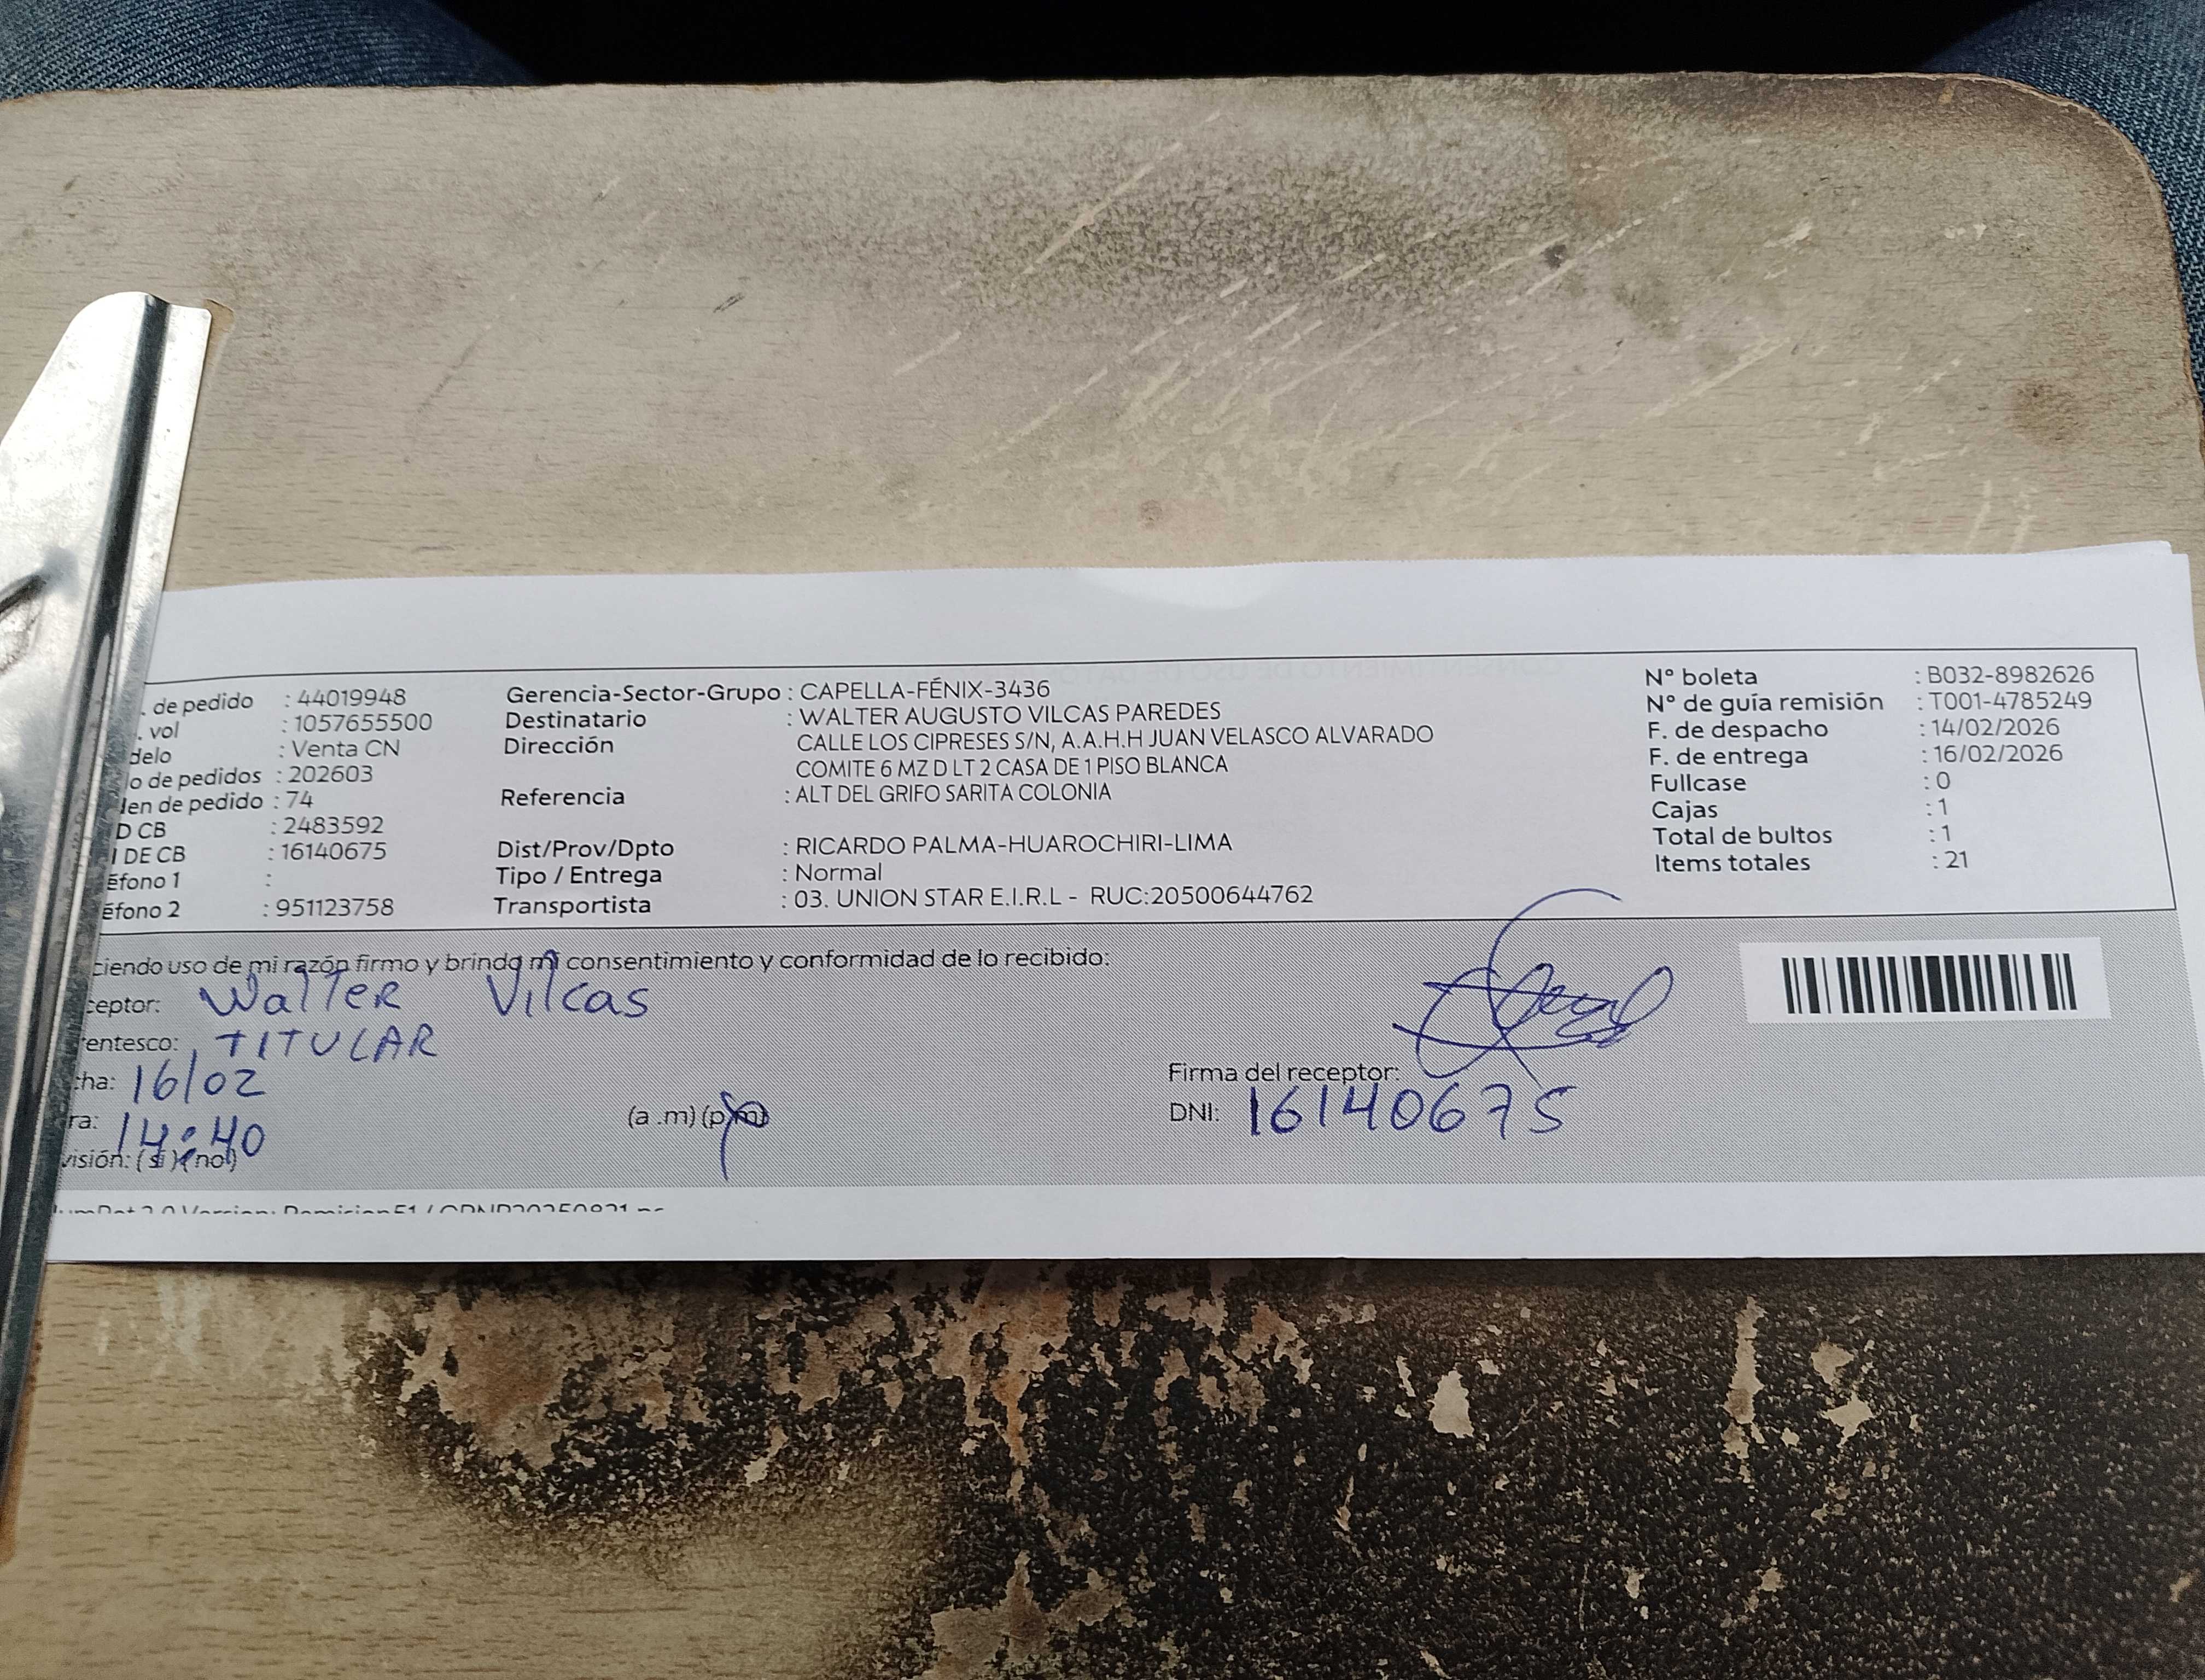 . de pedido : 44019948
. vol : 1057655500
delo : Venta CN
o de pedidos : 202603
den de pedido : 74
D CB : 2483592
I DE CB : 16140675
éfono 1 :
éfono 2 : 951123758
Gerencia-Sector-Grupo : CAPELLA-FÉNIX-3436
Destinatario : WALTER AUGUSTO VILCAS PAREDES
Dirección CALLE LOS CIPRESES S/N, A.A.H.H JUAN VELASCO ALVARADO
COMITE 6 MZ D LT 2 CASA DE 1 PISO BLANCA
Referencia : ALT DEL GRIFO SARITA COLONIA
Dist/Prov/Dpto : RICARDO PALMA-HUAROCHIRI-LIMA
Tipo / Entrega : Normal
Transportista : 03. UNION STAR E.I.R.L - RUC:20500644762
N° boleta : B032-8982626
N° de guía remisión : T001-4785249
F. de despacho : 14/02/2026
F. de entrega : 16/02/2026
Fullcase : 0
Cajas : 1
Total de bultos : 1
Items totales : 21
ciendo uso de mi razón firmo y brindo mi consentimiento y conformidad de lo recibido:
ceptor: Walter Vilcas
entesco: TITULAR
cha: 16/02
ra: 14:40 (a .m) (p.m)
visión: (si) (no)
Firma del receptor:
DNI: 16140675